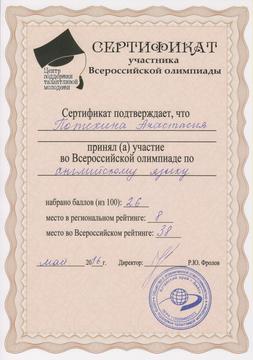 СЕРТИФИКАТ
участника
Всероссийской олимпиады
Центр
поддержки
талантливой
молодежи
Сертификат подтверждает, что
Потехина Анастасия
принял (а) участие
во Всероссийской олимпиаде по
английскому языку
набрано баллов (из 100): 26
место в региональном рейтинге: 8
место во Всероссийском рейтинге: 38
май 2016 г. Директор: Р.Ю. Фролов